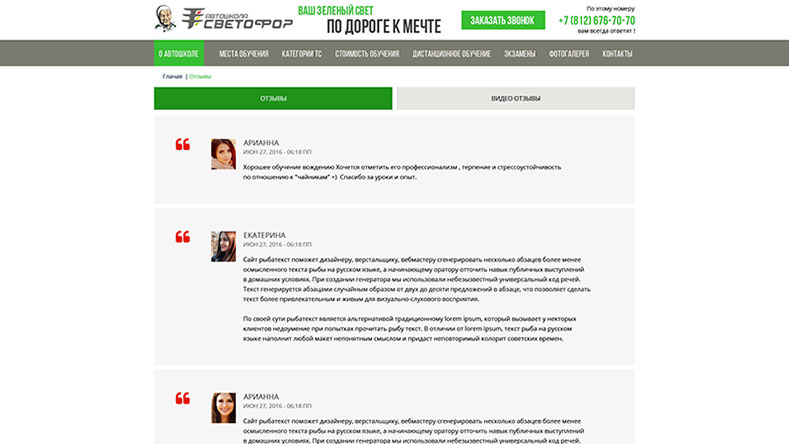 АВТОШКОЛА
СВЕТОФОР
ВАШ ЗЕЛЕНЫЙ СВЕТ
ПО ДОРОГЕ К МЕЧТЕ
ЗАКАЗАТЬ ЗВОНОК
По этому номеру
+7 (812) 676-70-70
вам всегда ответят !
О АВТОШКОЛЕ МЕСТА ОБУЧЕНИЯ КАТЕГОРИИ ТС СТОИМОСТЬ ОБУЧЕНИЯ ДИСТАНЦИОННОЕ ОБУЧЕНИЕ ЭКЗАМЕНЫ ФОТОГАЛЕРЕЯ КОНТАКТЫ
Гланая | Отзывы
ОТЗЫВЫ ВИДЕО ОТЗЫВЫ
АРИАННА
ИЮН 27, 2016 - 06:18 ПП
Хорошее обучение вождению Хочется отметить его профессионализм , терпение и стрессоустойчивость
по отношению к "чайникам" =) Спасибо за уроки и опыт.
ЕКАТЕРИНА
ИЮН 27, 2016 - 06:18 ПП
Сайт рыбатекст поможет дизайнеру, верстальщику, вебмастеру сгенерировать несколько абзацев более менее
осмысленного текста рыбы на русском языке, а начинающему оратору отточить навык публичных выступлений
в домашних условиях. При создании генератора мы использовали небезызвестный универсальный код речей.
Текст генерируется абзацами случайным образом от двух до десяти предложений в абзаце, что позволяет сделать
текст более привлекательным и живым для визуально-слухового восприятия.
По своей сути рыбатекст является альтернативой традиционному lorem ipsum, который вызывает у некторых
клиентов недоумение при попытках прочитать рыбу текст. В отличии от lorem ipsum, текст рыба на русском
языке наполнит любой макет непонятным смыслом и придаст неповторимый колорит советских времен.
АРИАННА
ИЮН 27, 2016 - 06:18 ПП
Сайт рыбатекст поможет дизайнеру, верстальщику, вебмастеру сгенерировать несколько абзацев более менее
осмысленного текста рыбы на русском языке, а начинающему оратору отточить навык публичных выступлений
в домашних условиях. При создании генератора мы использовали небезызвестный универсальный код речей.